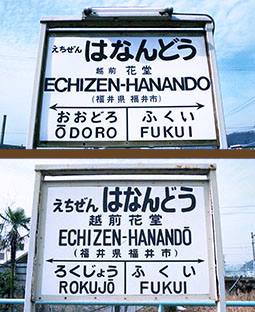 えちぜん はなんどう
越前 花堂
ECHIZEN-HANANDO
(福井県 福井市)
おおどろ ふくい
ŌDORO FUKUI
えちぜん はなんどう
越前 花堂
ECHIZEN-HANANDŌ
(福井県 福井市)
ろくじょう ふくい
ROKUJŌ FUKUI